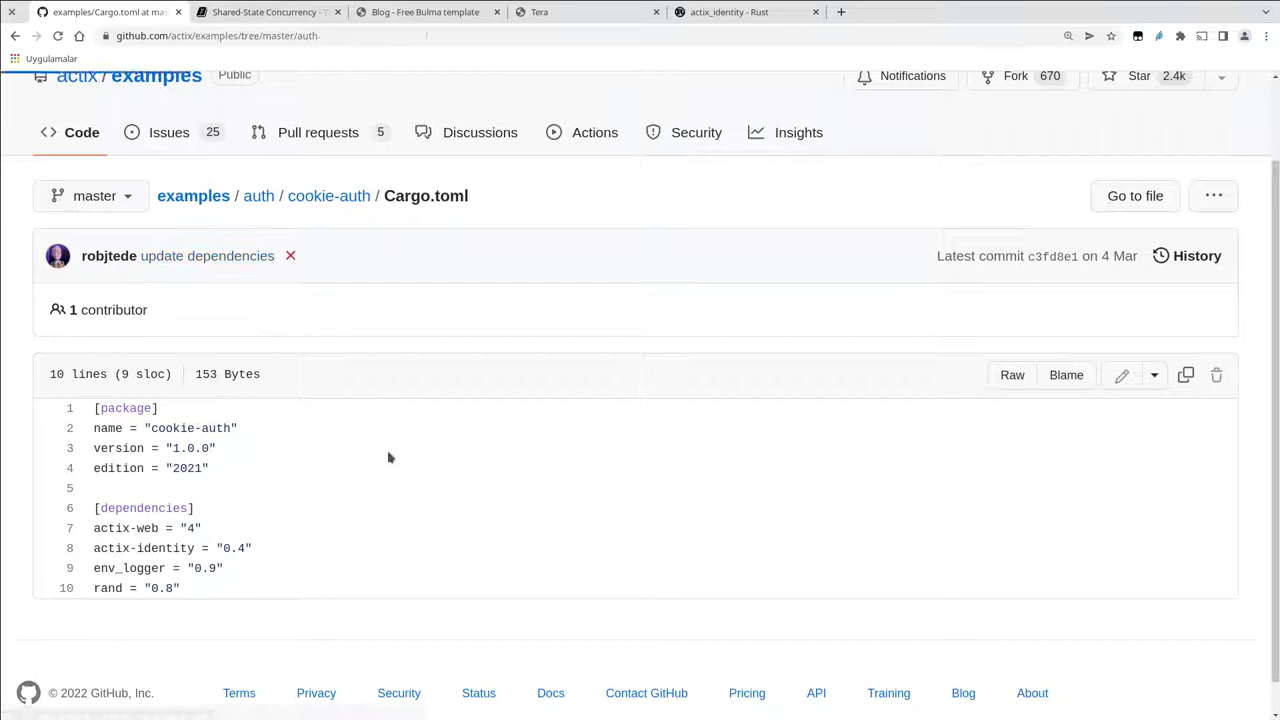 examples/Cargo.toml at mas
Shared-State Concurrency - T
Blog - Free Bulma template
Tera
actix_identity - Rust
github.com/actix/examples/tree/master/auth
Uygulamalar
actix / examples Public
Notifications
Fork 670
Star 2.4k
Code
Issues 25
Pull requests 5
Discussions
Actions
Security
Insights
master
examples / auth / cookie-auth / Cargo.toml
Go to file
robjtede update dependencies
Latest commit c3fd8e1 on 4 Mar
History
1 contributor
10 lines (9 sloc) 153 Bytes
Raw
Blame
1 [package]
2 name = "cookie-auth"
3 version = "1.0.0"
4 edition = "2021"
5
6 [dependencies]
7 actix-web = "4"
8 actix-identity = "0.4"
9 env_logger = "0.9"
10 rand = "0.8"
© 2022 GitHub, Inc.
Terms
Privacy
Security
Status
Docs
Contact GitHub
Pricing
API
Training
Blog
About